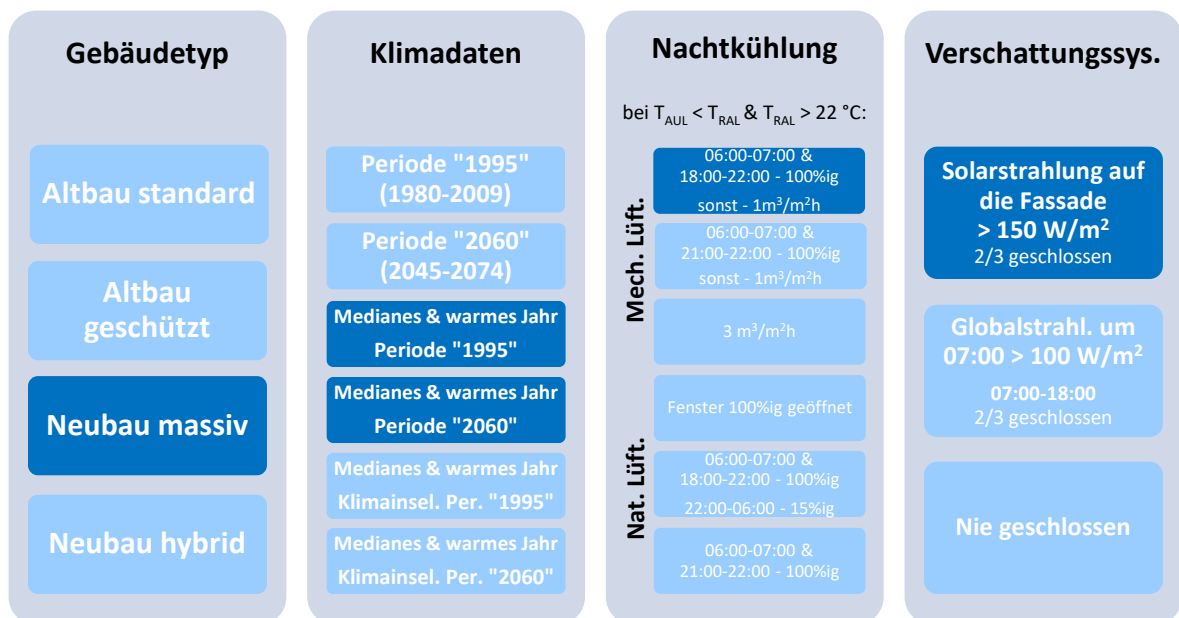 Gebäudetyp
Altbau standard
Altbau
geschützt
Neubau massiv
Neubau hybrid
Klimadaten
Periode "1995"
(1980-2009)
Periode "2060"
(2045-2074)
Medianes & warmes Jahr
Periode "1995"
Medianes & warmes Jahr
Periode "2060"
Medianes & warmes Jahr
Klimainsel. Per. "1995"
Medianes & warmes Jahr
Klimainsel. Per. "2060"
Nachtkühlung
bei T_AUL < T_RAL & T_RAL > 22 °C:
Mech. Lüft.
06:00-07:00 &
18:00-22:00 - 100%ig
sonst - 1m³/m²h
06:00-07:00 &
21:00-22:00 - 100%ig
sonst - 1m³/m²h
3 m³/m²h
Nat. Lüft.
Fenster 100%ig geöffnet
06:00-07:00 &
18:00-22:00 - 100%ig
22:00-06:00 - 15%ig
06:00-07:00 &
21:00-22:00 - 100%ig
Verschattungssys.
Solarstrahlung auf
die Fassade
> 150 W/m²
2/3 geschlossen
Globalstrahl. um
07:00 > 100 W/m²
07:00-18:00
2/3 geschlossen
Nie geschlossen